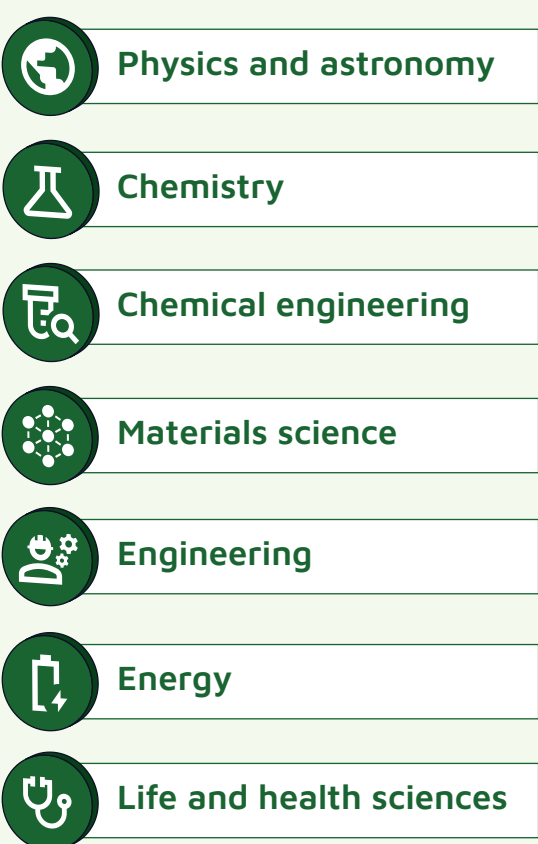 Physics and astronomy
Chemistry
Chemical engineering
Materials science
Engineering
Energy
Life and health sciences